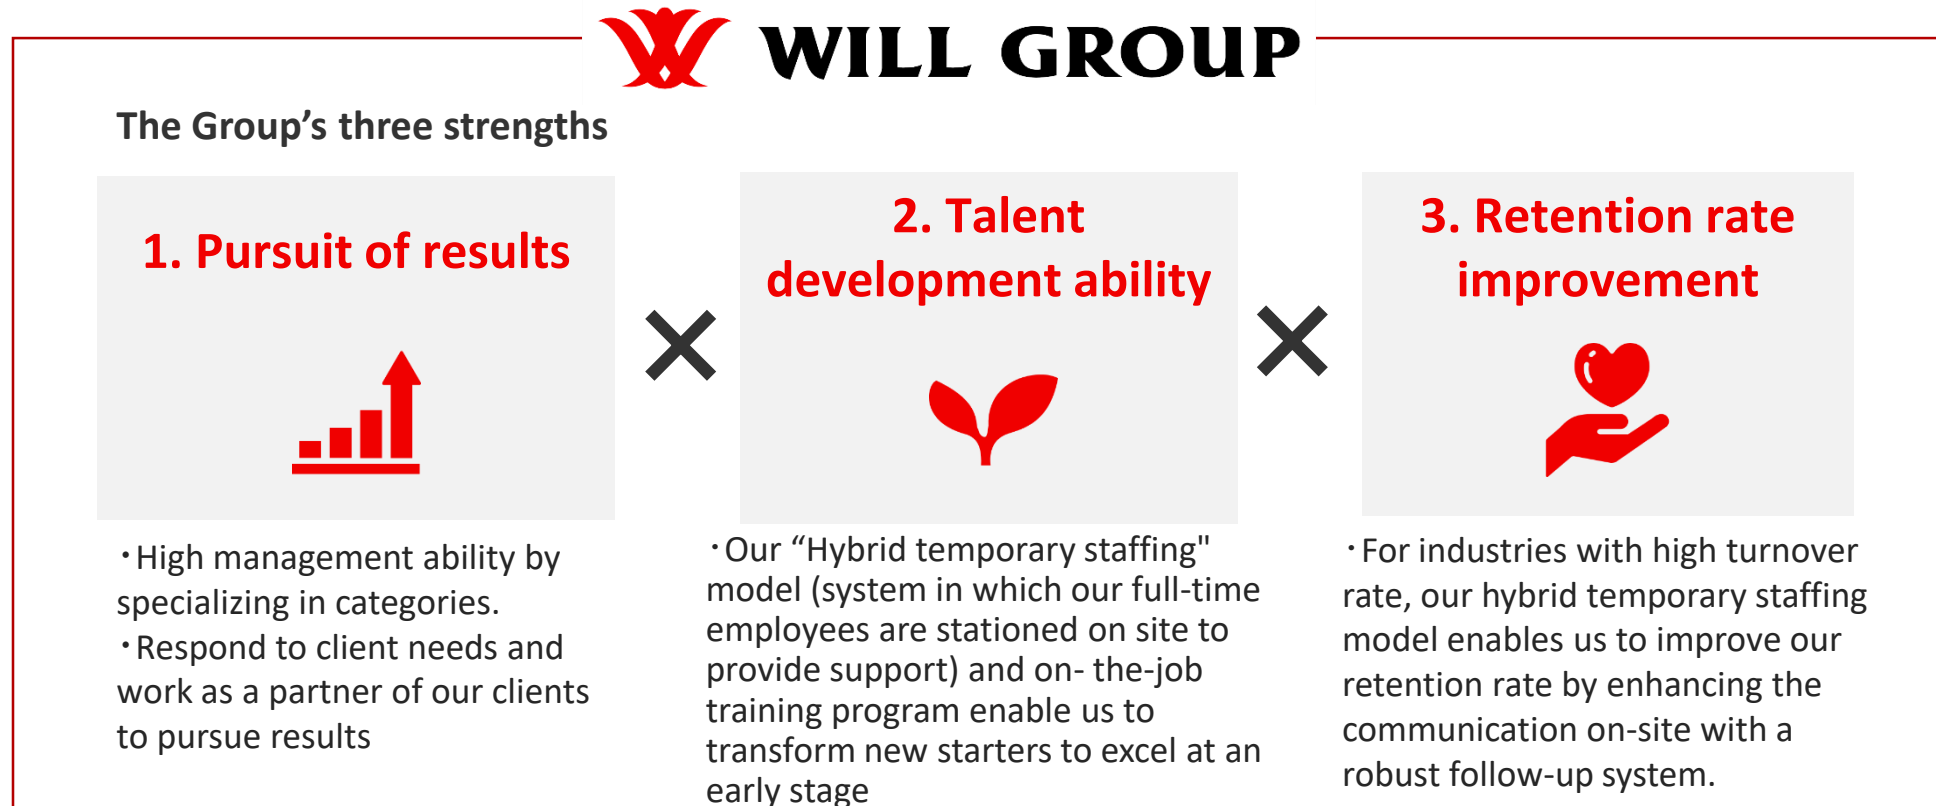 WILL GROUP
The Group’s three strengths
1. Pursuit of results
・High management ability by
specializing in categories.
・Respond to client needs and
work as a partner of our clients
to pursue results
×
2. Talent
development ability
・Our “Hybrid temporary staffing"
model (system in which our full-time
employees are stationed on site to
provide support) and on- the-job
training program enable us to
transform new starters to excel at an
early stage
×
3. Retention rate
improvement
・For industries with high turnover
rate, our hybrid temporary staffing
model enables us to improve our
retention rate by enhancing the
communication on-site with a
robust follow-up system.